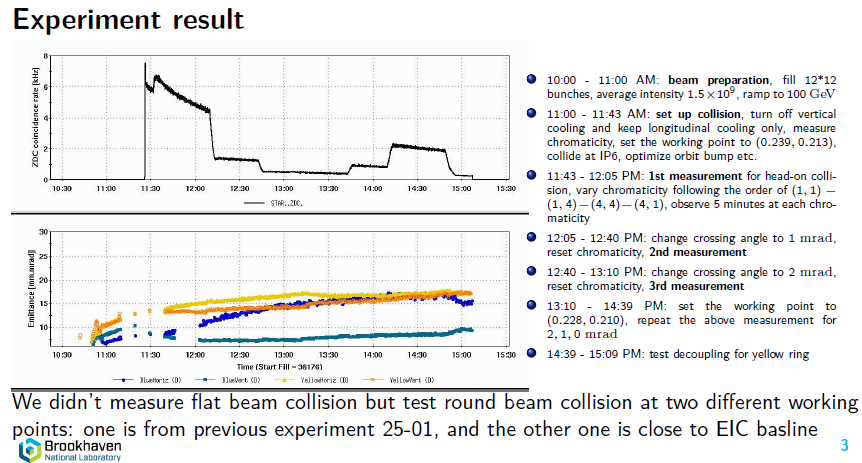 Experiment result
8
6
4
2
0
ZDC coincidence rate [kHz]
10:30 11:00 11:30 12:00 12:30 13:00 13:30 14:00 14:30 15:00 15:30
STAR..ZDC.
30
25
20
15
10
Emittance [mm.mrad]
10:30 11:00 11:30 12:00 12:30 13:00 13:30 14:00 14:30 15:00 15:30
Time (Start Fill = 36176)
BlueHoriz (D) BlueVert (D) YellowHoriz (D) YellowVert (D)
10:00 - 11:00 AM: beam preparation, fill 12*12
bunches, average intensity 1.5×10⁹, ramp to 100 GeV
11:00 - 11:43 AM: set up collision, turn off vertical
cooling and keep longitudinal cooling only, measure
chromaticity, set the working point to (0.239, 0.213),
collide at IP6, optimize orbit bump etc.
11:43 - 12:05 PM: 1st measurement for head-on colli-
sion, vary chromaticity following the order of (1, 1) −
(1, 4) − (4, 4) − (4, 1), observe 5 minutes at each chro-
maticity
12:05 - 12:40 PM: change crossing angle to 1 mrad,
reset chromaticity, 2nd measurement
12:40 - 13:10 PM: change crossing angle to 2 mrad,
reset chromaticity, 3rd measurement
13:10 - 14:39 PM: set the working point to
(0.228, 0.210), repeat the above measurement for
2, 1, 0 mrad
14:39 - 15:09 PM: test decoupling for yellow ring
We didn't measure flat beam collision but test round beam collision at two different working
points: one is from previous experiment 25-01, and the other one is close to EIC basline
Brookhaven
National Laboratory
3